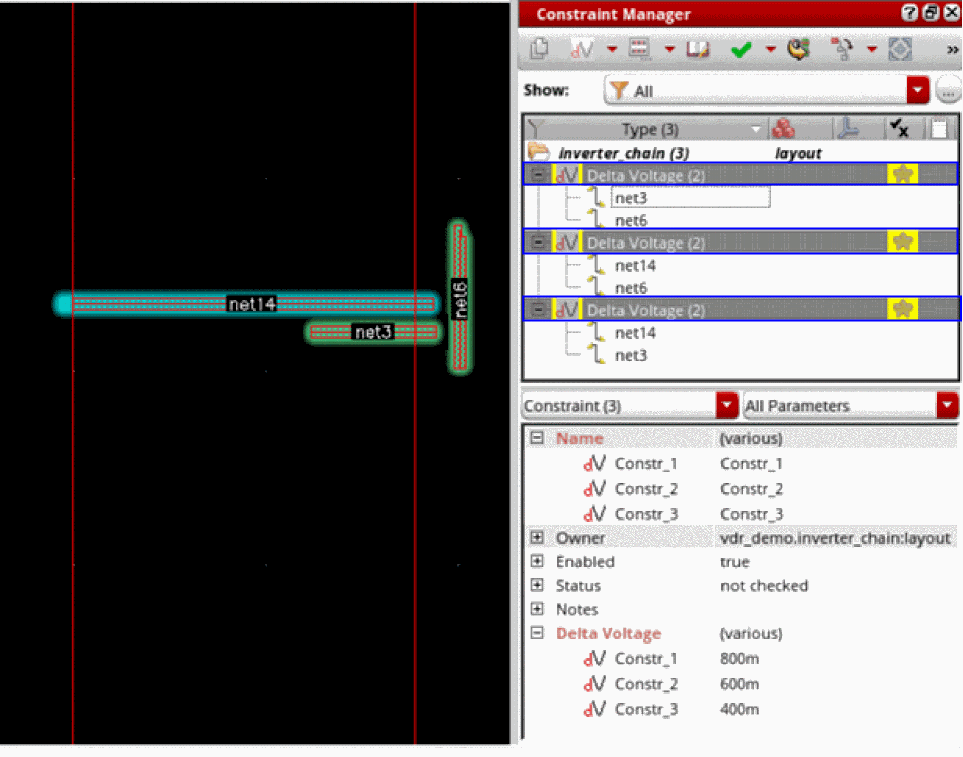 Constraint Manager
Show: All
Type (3)
inverter_chain (3) layout
Delta Voltage (2)
net3
net6
Delta Voltage (2)
net14
net6
Delta Voltage (2)
net14
net3
Constraint (3) All Parameters
Name (various)
Constr_1 Constr_1
Constr_2 Constr_2
Constr_3 Constr_3
Owner vdr_demo.inverter_chain:layout
Enabled true
Status not checked
Notes
Delta Voltage (various)
Constr_1 800m
Constr_2 600m
Constr_3 400m
net14
net3
net6